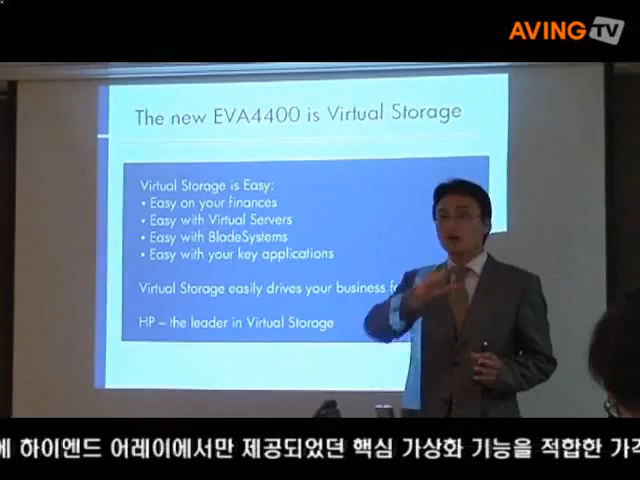 AVING TV
The new EVA4400 is Virtual Storage
Virtual Storage is Easy:
• Easy on your finances
• Easy with Virtual Servers
• Easy with BladeSystems
• Easy with your key applications
Virtual Storage easily drives your business
HP – the leader in Virtual Storage
에 하이엔드 어레이에서만 제공되었던 핵심 가상화 기능을 적합한 가격